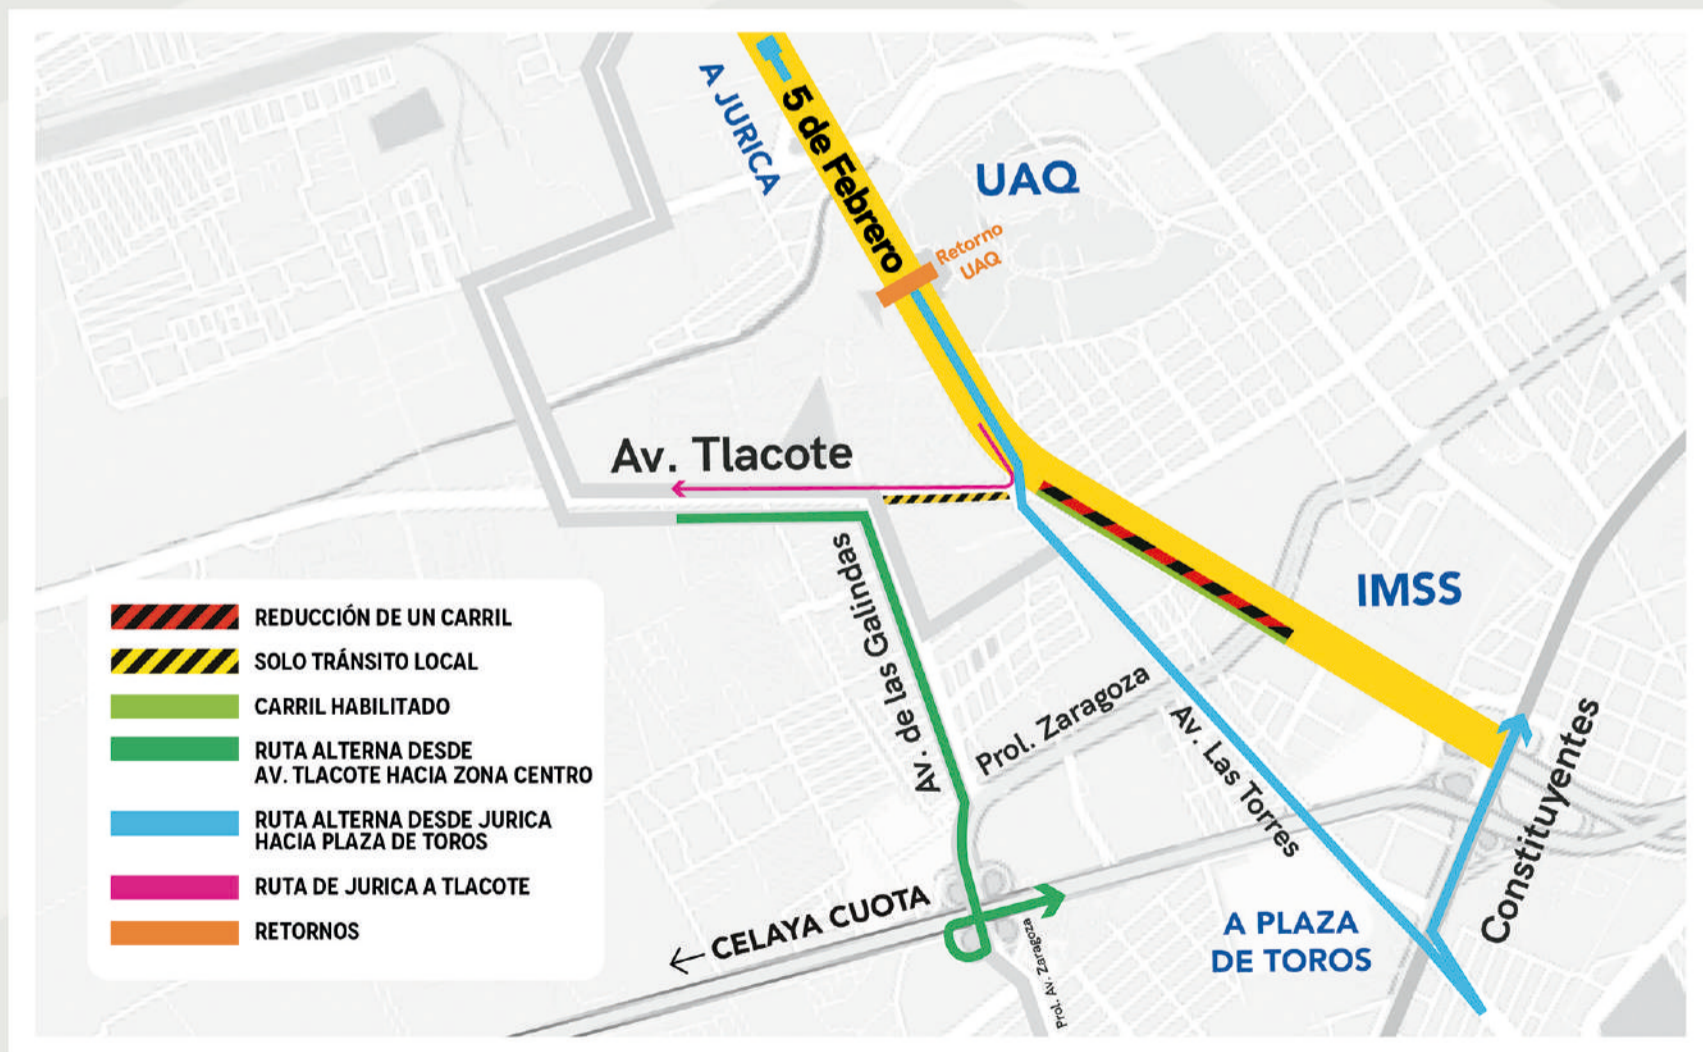 A JURICA
5 de Febrero
UAQ
Retorno
UAQ
Av. Tlacote
IMSS
Av. de las Galindas
Prol. Zaragoza
Av. Las Torres
Constituyentes
CELAYA CUOTA
Prol. Av. Zaragoza
A PLAZA
DE TOROS
REDUCCIÓN DE UN CARRIL
SOLO TRÁNSITO LOCAL
CARRIL HABILITADO
RUTA ALTERNA DESDE
AV. TLACOTE HACIA ZONA CENTRO
RUTA ALTERNA DESDE JURICA
HACIA PLAZA DE TOROS
RUTA DE JURICA A TLACOTE
RETORNOS